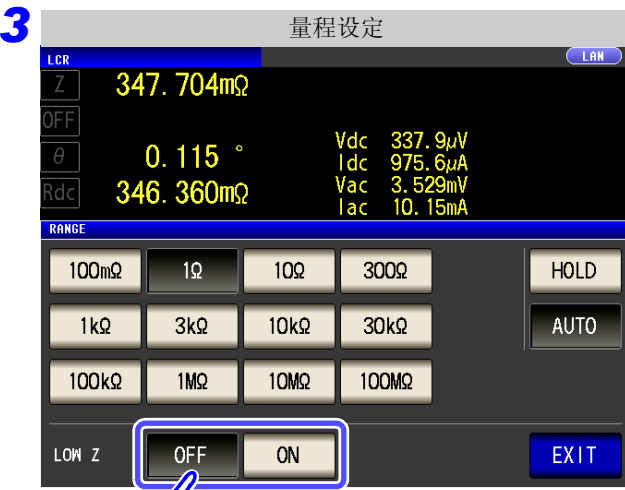 3
量程设定
LCR LAN
Z 347.704mΩ
OFF
Vdc 337.9μV
θ 0.115 ° Idc 975.6μA
Vac 3.529mV
Rdc 346.360mΩ Iac 10.15mA
RANGE
100mΩ 1Ω 10Ω 300Ω HOLD
1kΩ 3kΩ 10kΩ 30kΩ AUTO
100kΩ 1MΩ 10MΩ 100MΩ
LOW Z OFF ON EXIT